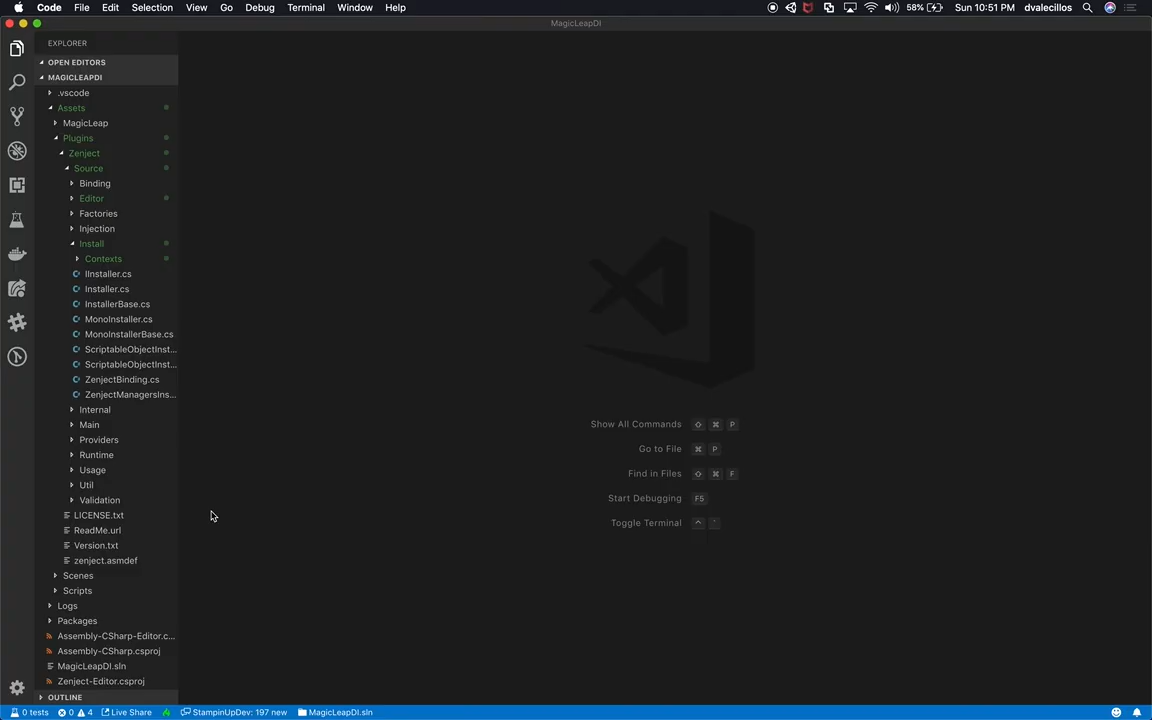 Code File Edit Selection View Go Debug Terminal Window Help 58% Sun 10:51 PM dvalecillos
MagicLeapDI
EXPLORER
OPEN EDITORS
MAGICLEAPDI
.vscode
Assets
MagicLeap
Plugins
Zenject
Source
Binding
Editor
Factories
Injection
Install
Contexts
IInstaller.cs
Installer.cs
InstallerBase.cs
MonoInstaller.cs
MonoInstallerBase.cs
ScriptableObjectInst...
ScriptableObjectInst...
ZenjectBinding.cs
ZenjectManagersIns...
Internal
Main
Providers
Runtime
Usage
Util
Validation
LICENSE.txt
ReadMe.url
Version.txt
zenject.asmdef
Scenes
Scripts
Logs
Packages
Assembly-CSharp-Editor.c...
Assembly-CSharp.csproj
MagicLeapDI.sln
Zenject-Editor.csproj
OUTLINE
Show All Commands ⇧ ⌘ P
Go to File ⌘ P
Find in Files ⇧ ⌘ F
Start Debugging F5
Toggle Terminal ^ `
0 tests 0 4 Live Share StampinUpDev: 197 new MagicLeapDI.sln